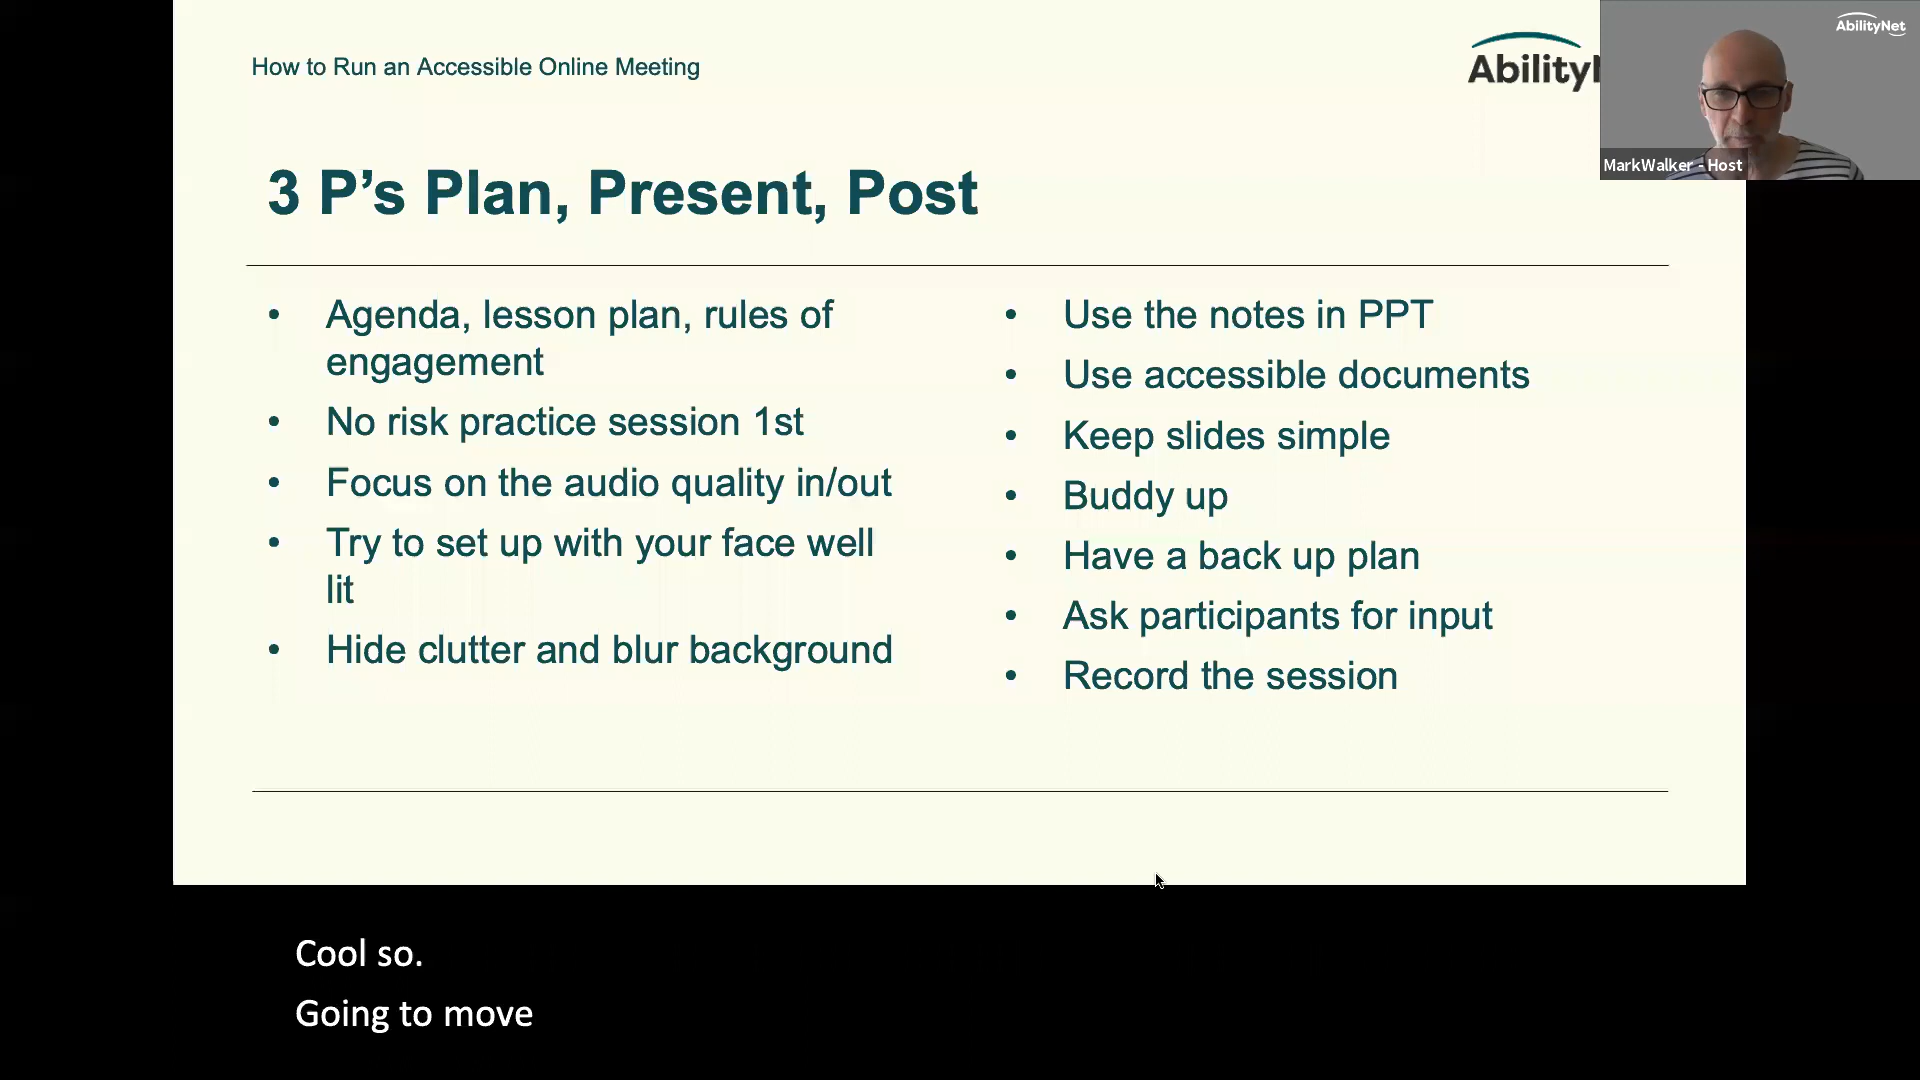 How to Run an Accessible Online Meeting
AbilityN
AbilityNet
MarkWalker - Host
3 P’s Plan, Present, Post
• Agenda, lesson plan, rules of
engagement
• No risk practice session 1st
• Focus on the audio quality in/out
• Try to set up with your face well
lit
• Hide clutter and blur background
• Use the notes in PPT
• Use accessible documents
• Keep slides simple
• Buddy up
• Have a back up plan
• Ask participants for input
• Record the session
Cool so.
Going to move